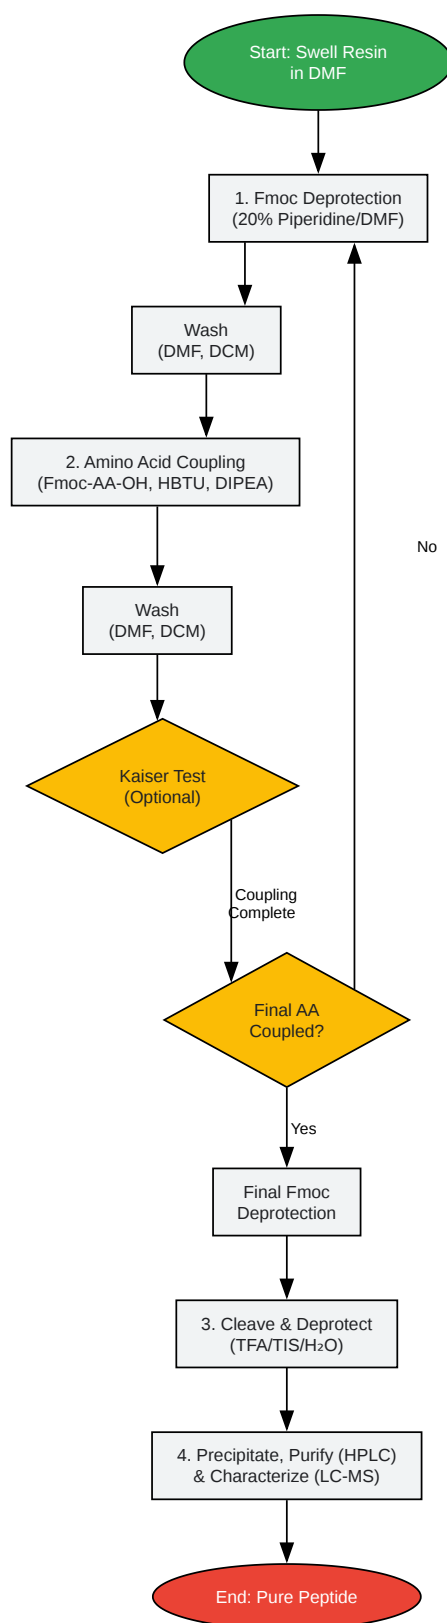 Start: Swell Resin
in DMF
1. Fmoc Deprotection
(20% Piperidine/DMF)
Wash
(DMF, DCM)
2. Amino Acid Coupling
(Fmoc-AA-OH, HBTU, DIPEA)
No
Wash
(DMF, DCM)
Kaiser Test
(Optional)
Coupling
Complete
Final AA
Coupled?
Yes
Final Fmoc
Deprotection
3. Cleave & Deprotect
(TFA/TIS/H₂O)
4. Precipitate, Purify (HPLC)
& Characterize (LC-MS)
End: Pure Peptide